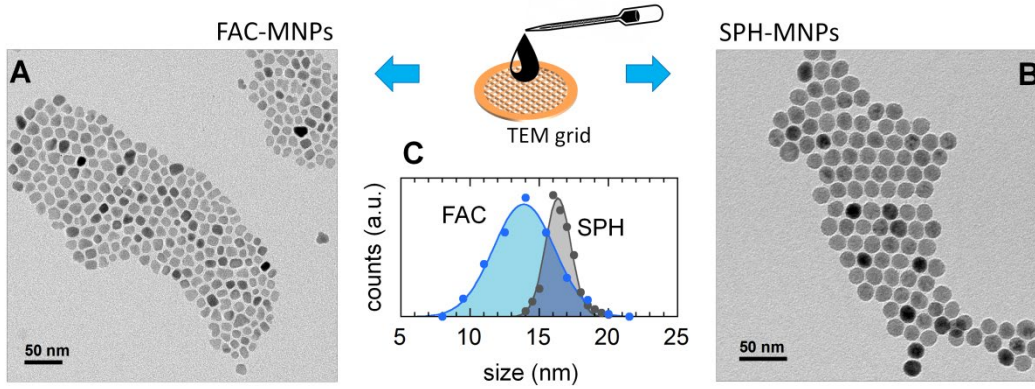 FAC-MNPs
SPH-MNPs
A
B
TEM grid
C
FAC
SPH
counts (a.u.)
5 10 15 20 25
size (nm)
50 nm
50 nm